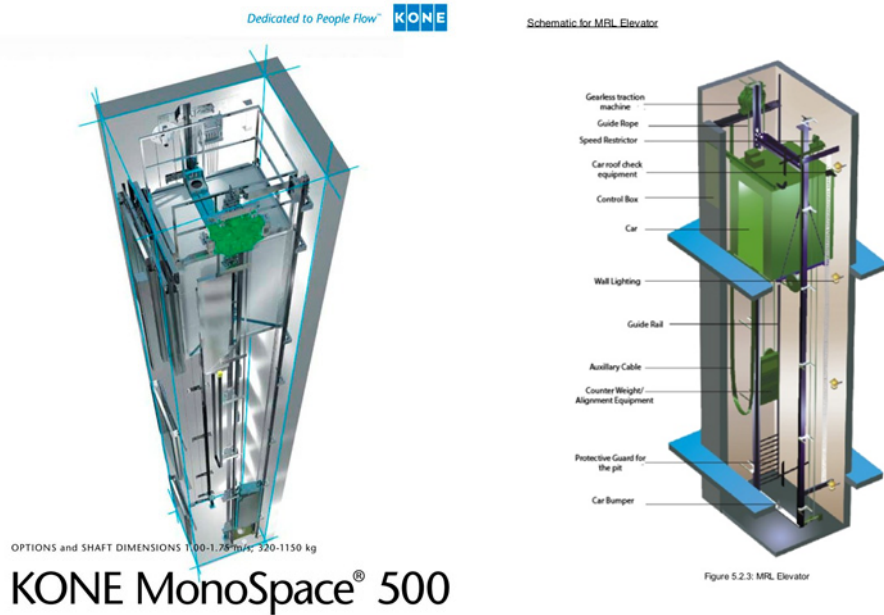 Dedicated to People Flow™
KONE
OPTIONS and SHAFT DIMENSIONS 1.00-1.75 m/s, 320-1150 kg
KONE MonoSpace® 500
Schematic for MRL Elevator
Gearless traction
machine
Guide Rope
Speed Restrictor
Car roof check
equipment
Control Box
Car
Wall Lighting
Guide Rail
Auxillary Cable
Counter Weight/
Alignment Equipment
Protective Guard for
the pit
Car Bumper
Figure 5.2.3: MRL Elevator